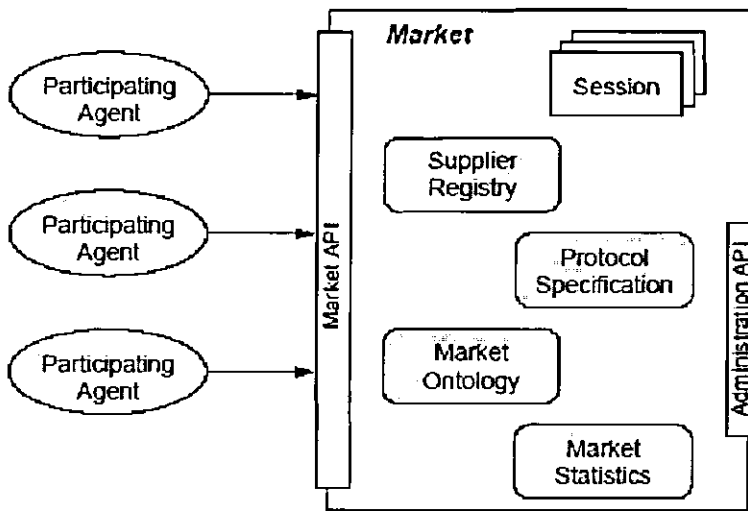 Market
Session
Participating
Agent
Supplier
Registry
Participating
Agent
Market API
Protocol
Specification
Administration API
Participating
Agent
Market
Ontology
Market
Statistics